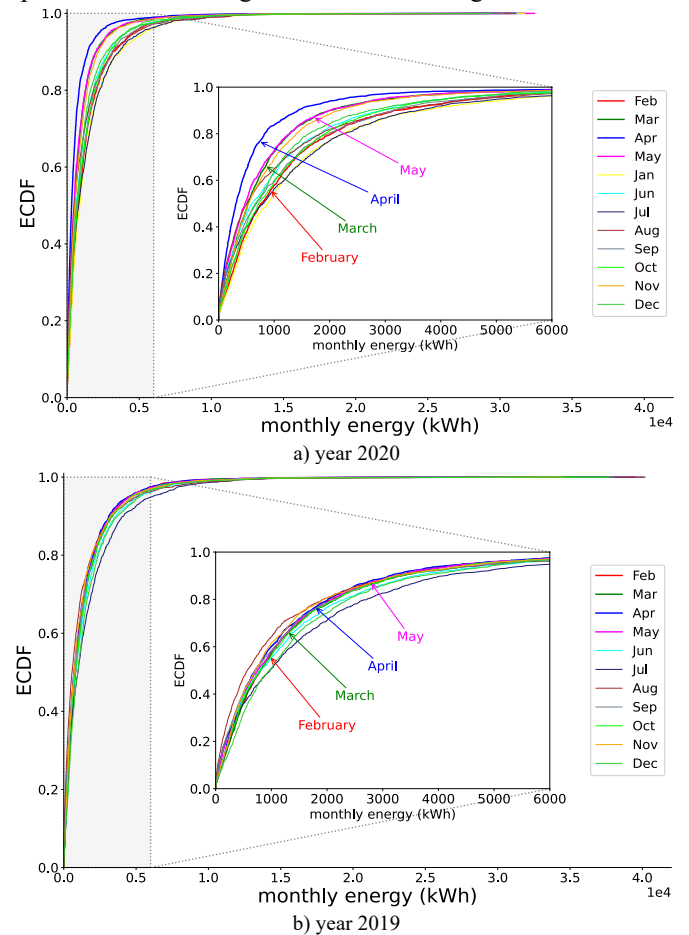 1.0
0.8
0.6
0.4
0.2
0.0
ECDF
1.0
0.8
0.6
0.4
0.2
0.0
ECDF
May
April
March
February
0 1000 2000 3000 4000 5000 6000
monthly energy (kWh)
Feb
Mar
Apr
May
Jan
Jun
Jul
Aug
Sep
Oct
Nov
Dec
0.0 0.5 1.0 1.5 2.0 2.5 3.0 3.5 4.0
1e4
monthly energy (kWh)
a) year 2020
1.0
0.8
0.6
0.4
0.2
0.0
ECDF
1.0
0.8
0.6
0.4
0.2
0.0
ECDF
May
April
March
February
0 1000 2000 3000 4000 5000 6000
monthly energy (kWh)
Feb
Mar
Apr
May
Jun
Jul
Aug
Sep
Oct
Nov
Dec
0.0 0.5 1.0 1.5 2.0 2.5 3.0 3.5 4.0
1e4
monthly energy (kWh)
b) year 2019